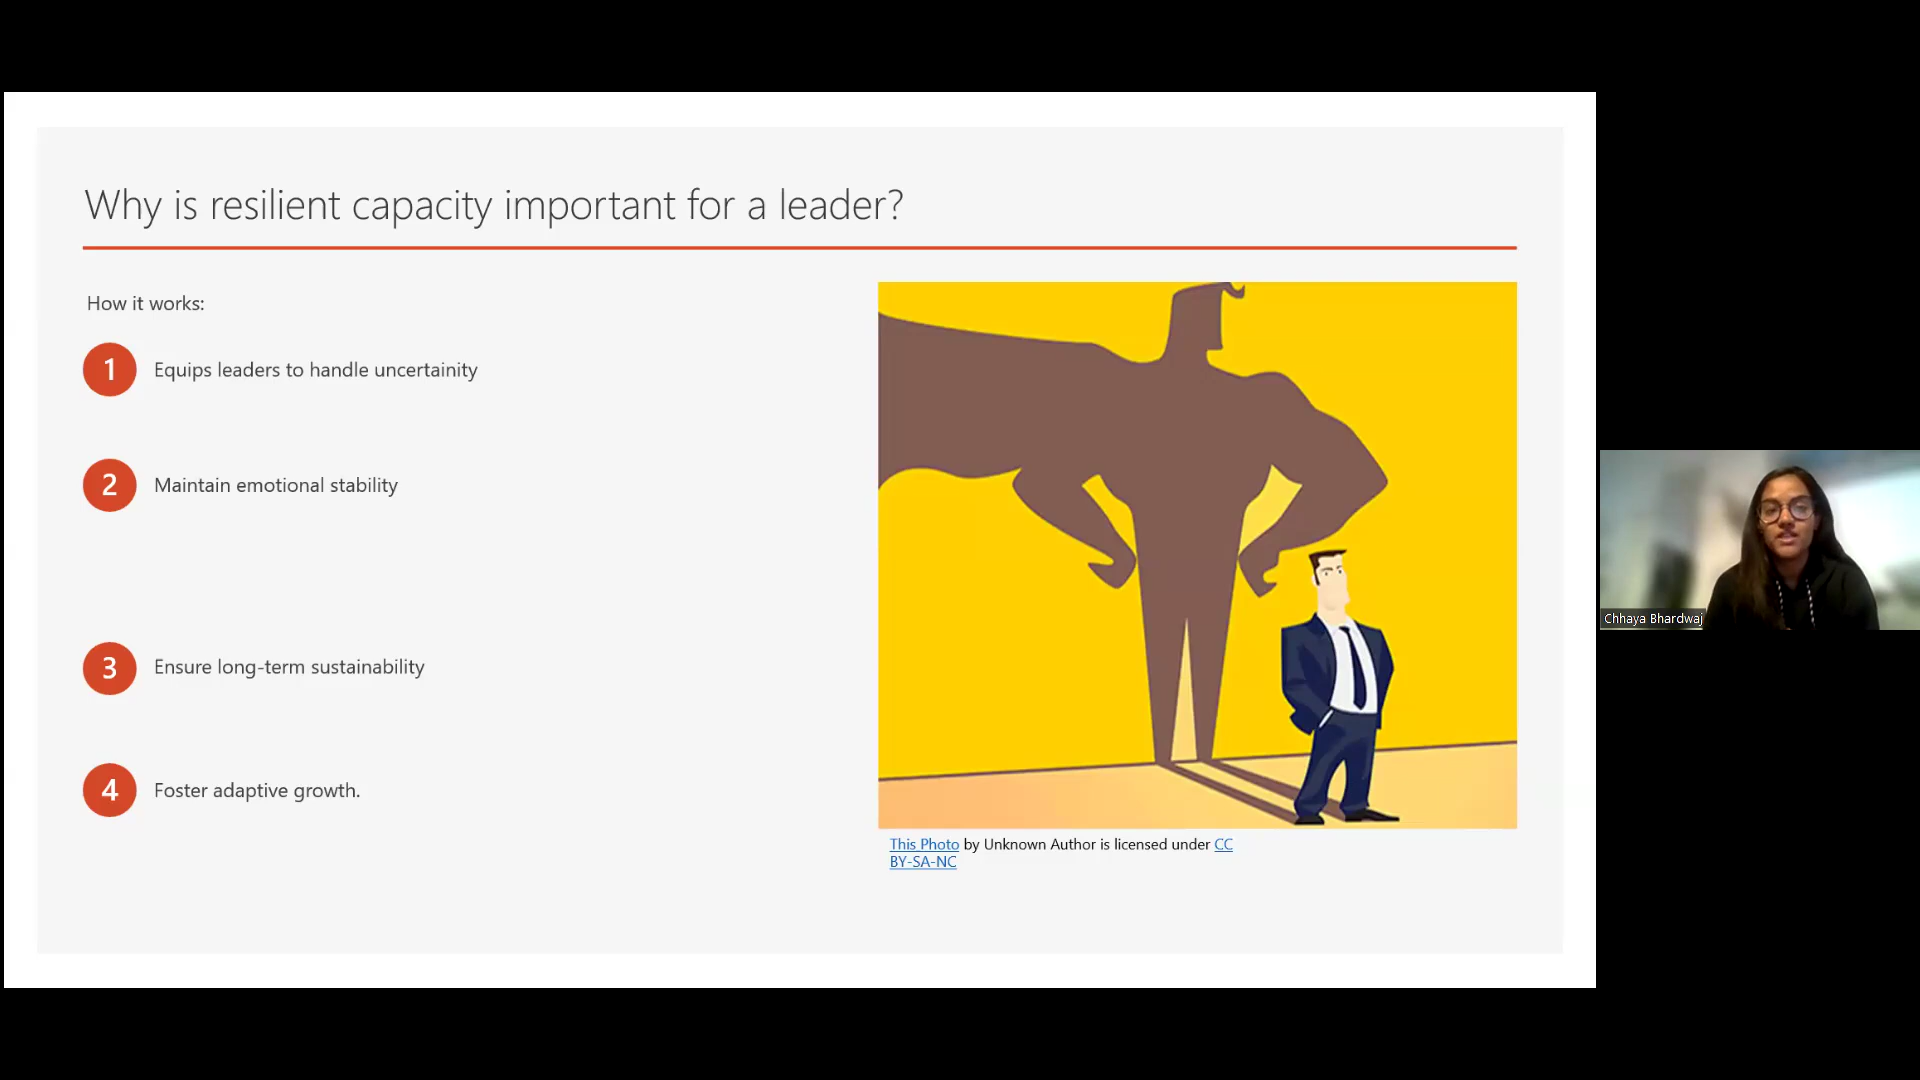 Why is resilient capacity important for a leader?
How it works:
1 Equips leaders to handle uncertainity
2 Maintain emotional stability
3 Ensure long-term sustainability
4 Foster adaptive growth.
This Photo by Unknown Author is licensed under CC
BY-SA-NC
Chhaya Bhardwaj